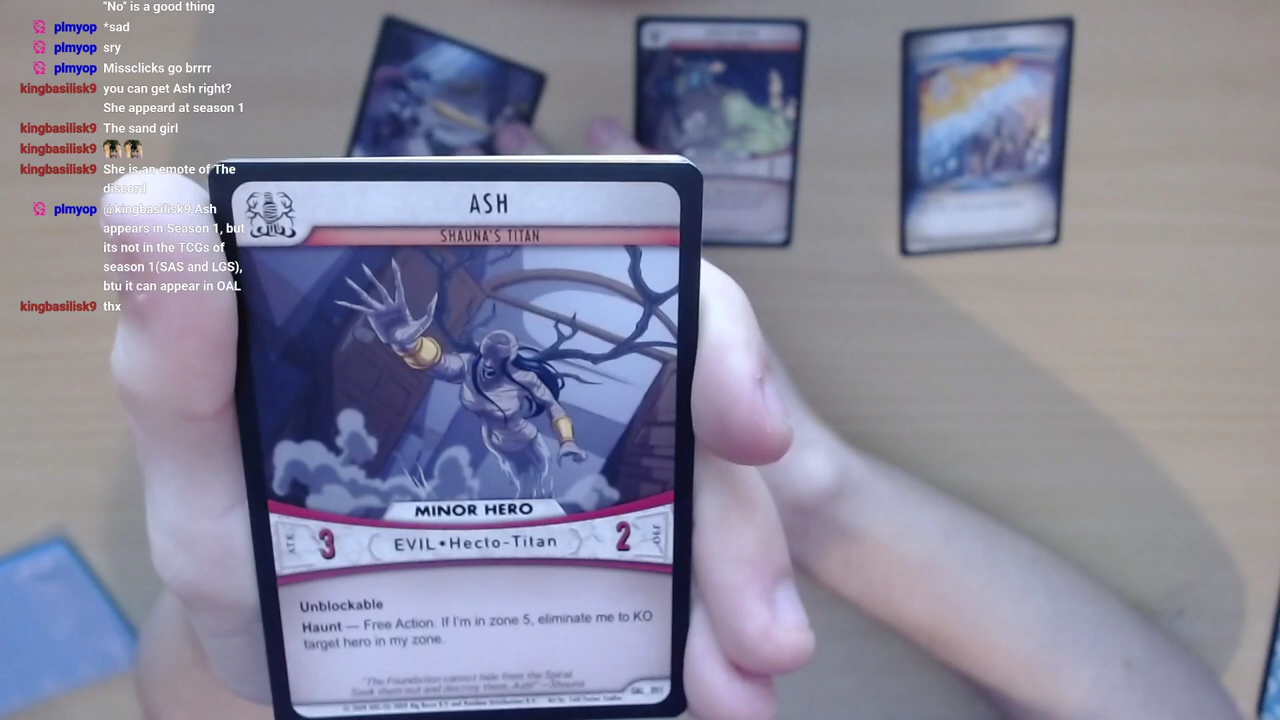 "No" is a good thing
plmyop *sad
plmyop sry
plmyop Missclicks go brrrr
kingbasilisk9 you can get Ash right?
She appeard at season 1
kingbasilisk9 The sand girl
kingbasilisk9
kingbasilisk9 She is an emote of The
discord
plmyop @kingbasilisk9 Ash
appears in Season 1, but
its not in the TCGs of
season 1(SAS and LGS),
btu it can appear in OAL
kingbasilisk9 thx
ASH
SHAUNA'S TITAN
MINOR HERO
ATK 3 EVIL•Hecto-Titan 2 DEF
Unblockable
Haunt — Free Action. If I'm in zone 5, eliminate me to KO
target hero in my zone.
"The Foundation cannot hide from the Spiral.
Seek them out and destroy them, Ash!" —Shauna